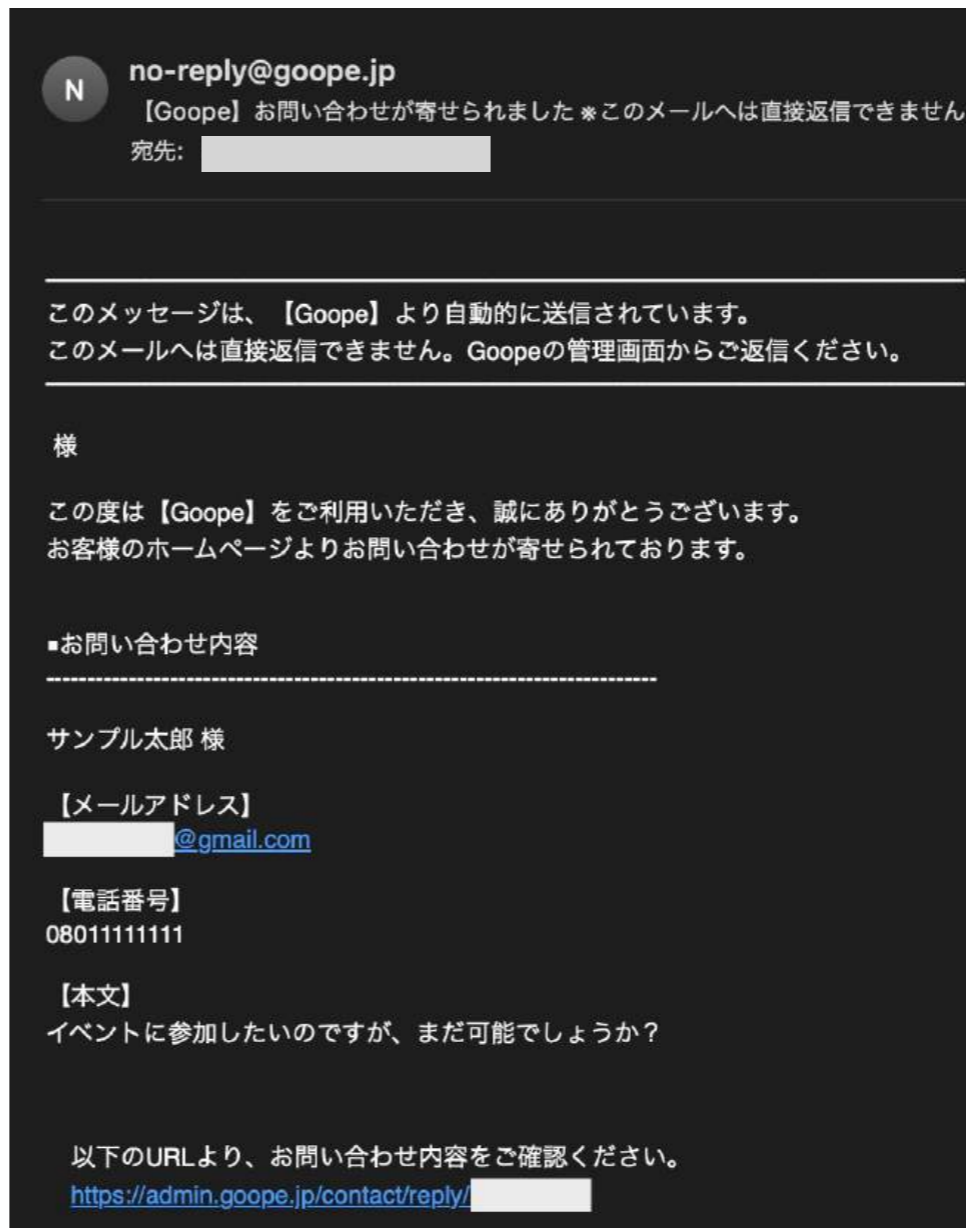 N
no-reply@goope.jp
【Goope】お問い合わせが寄せられました ※このメールへは直接返信できません
宛先:
このメッセージは、【Goope】より自動的に送信されています。
このメールへは直接返信できません。Goopeの管理画面からご返信ください。
様
この度は【Goope】をご利用いただき、誠にありがとうございます。
お客様のホームページよりお問い合わせが寄せられております。
▪お問い合わせ内容
--------------------------------------------------------------------------
サンプル太郎 様
【メールアドレス】
@gmail.com
【電話番号】
08011111111
【本文】
イベントに参加したいのですが、まだ可能でしょうか？
以下のURLより、お問い合わせ内容をご確認ください。
https://admin.goope.jp/contact/reply/